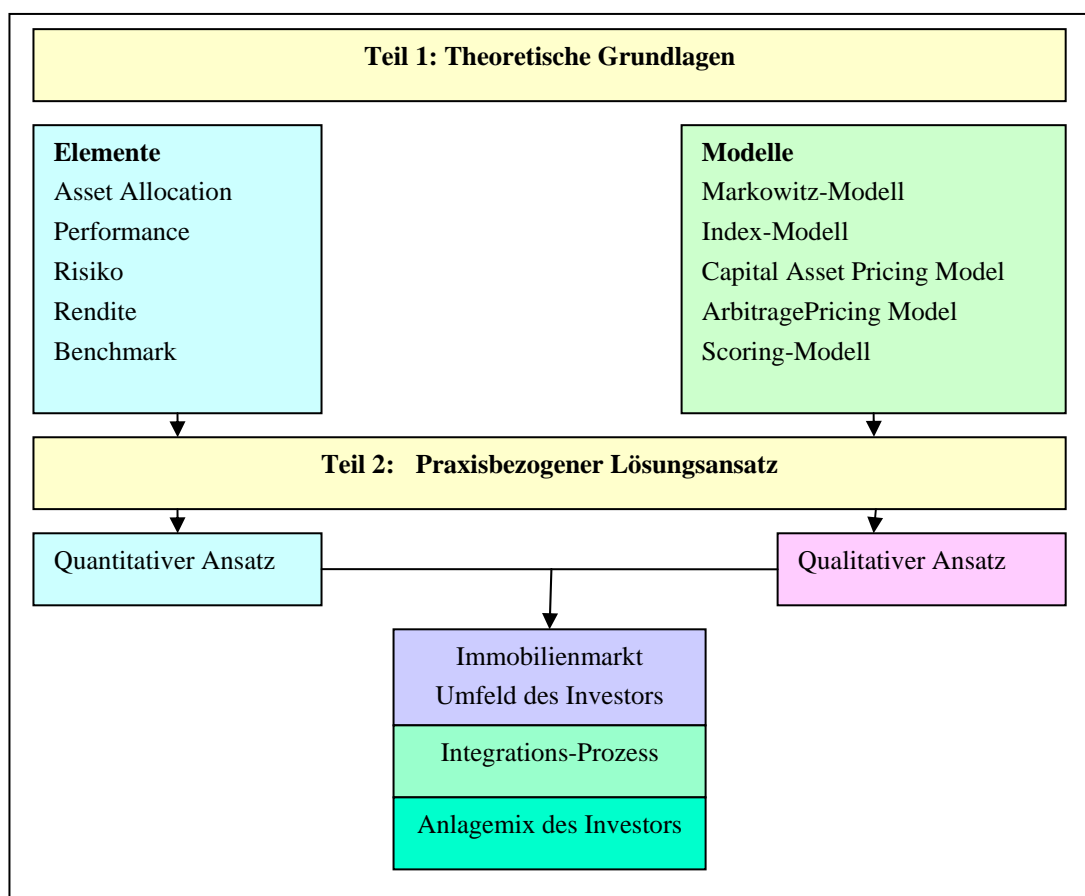 Teil 1: Theoretische Grundlagen
Elemente
Asset Allocation
Performance
Risiko
Rendite
Benchmark
Modelle
Markowitz-Modell
Index-Modell
Capital Asset Pricing Model
ArbitragePricing Model
Scoring-Modell
Teil 2: Praxisbezogener Lösungsansatz
Quantitativer Ansatz
Qualitativer Ansatz
Immobilienmarkt
Umfeld des Investors
Integrations-Prozess
Anlagemix des Investors